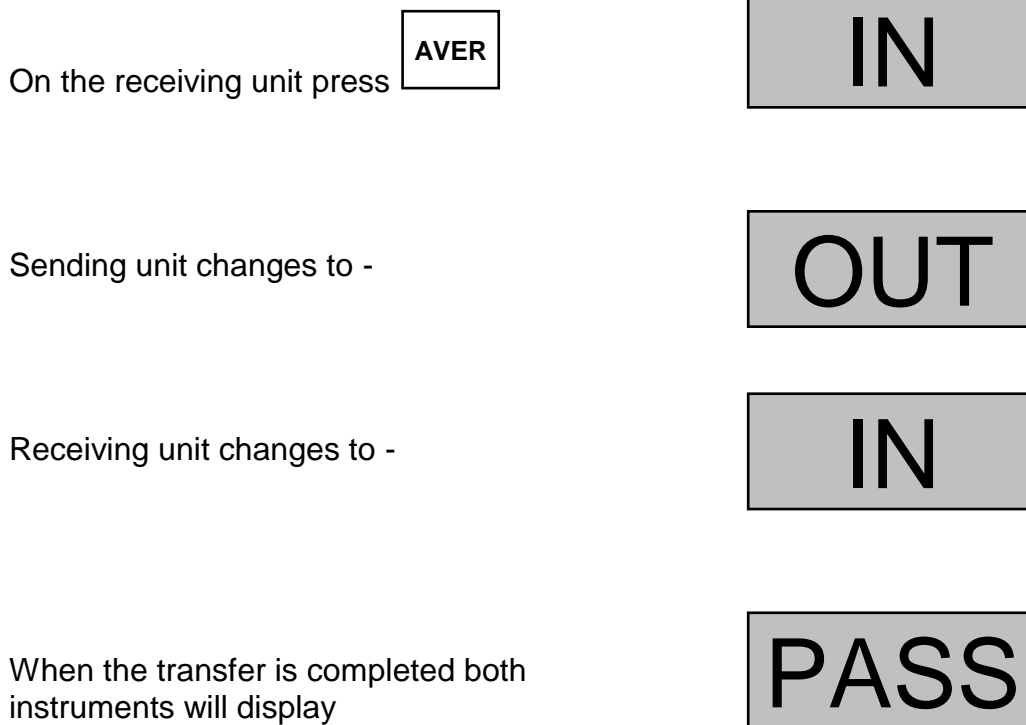 On the receiving unit press AVER IN
Sending unit changes to - OUT
Receiving unit changes to - IN
When the transfer is completed both
instruments will display PASS